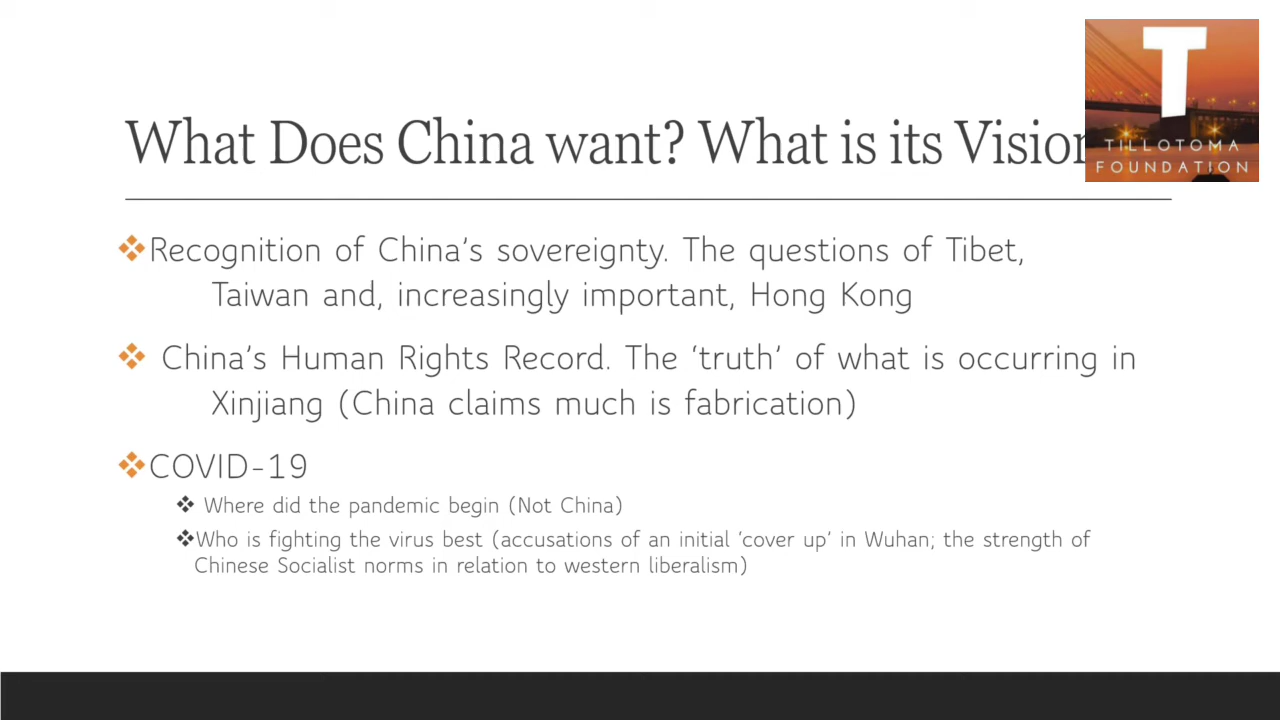 What Does China want? What is its Vision
TILLOTOMA
FOUNDATION
Recognition of China's sovereignty. The questions of Tibet,
Taiwan and, increasingly important, Hong Kong
China's Human Rights Record. The 'truth' of what is occurring in
Xinjiang (China claims much is fabrication)
COVID-19
Where did the pandemic begin (Not China)
Who is fighting the virus best (accusations of an initial 'cover up' in Wuhan; the strength of
Chinese Socialist norms in relation to western liberalism)